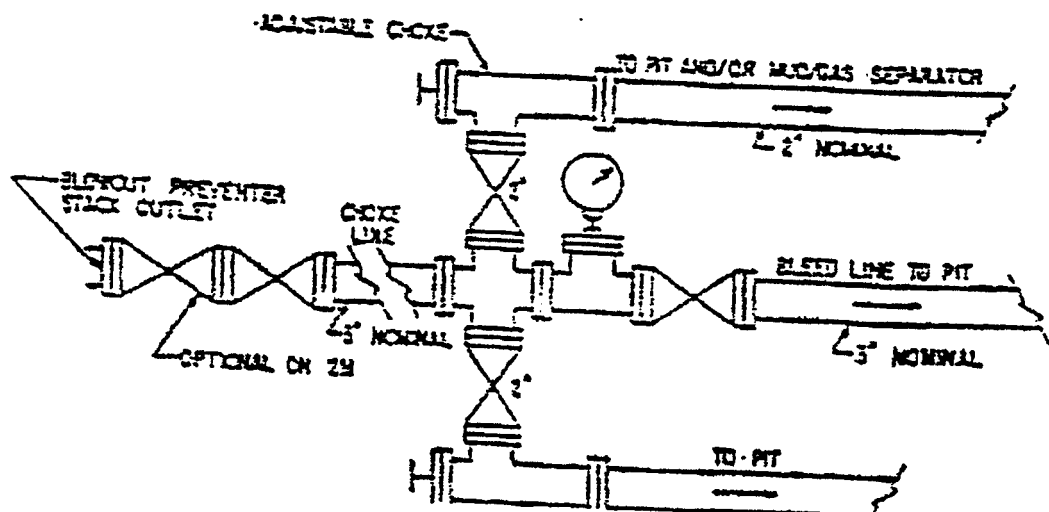 ADJUSTABLE CHOKE
TO PIT AND/OR MUD/GAS SEPARATOR
2" NOMINAL
BLOWOUT PREVENTER
STACK OUTLET
2"
CHOKE
LINE
BLEED LINE TO PIT
3" NOMINAL
3" NOMINAL
OPTIONAL ON 2M
2"
TO PIT